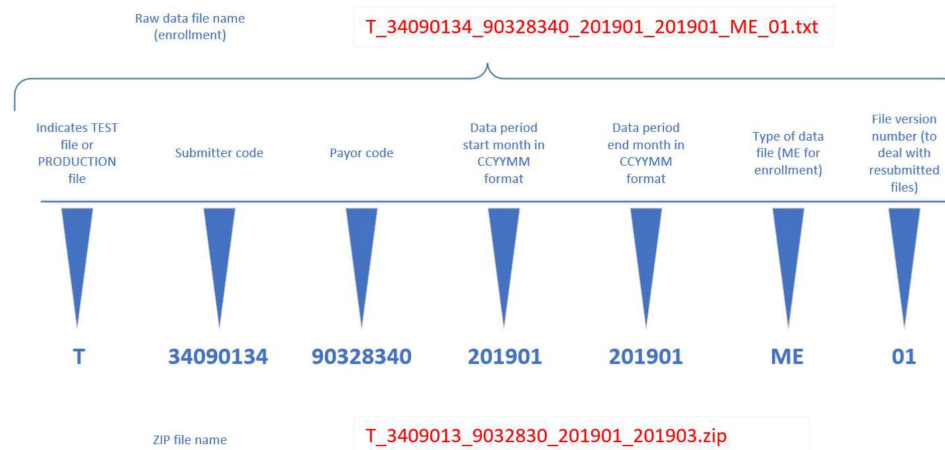 Raw data file name
(enrollment)
T_34090134_90328340_201901_201901_ME_01.txt
Indicates TEST
file or
PRODUCTION
file
Submitter code
Payor code
Data period
start month in
CCYYMM
format
Data period
end month in
CCYYMM
format
Type of data
file (ME for
enrollment)
File version
number (to
deal with
resubmitted
files)
T
34090134
90328340
201901
201901
ME
01
ZIP file name
T_3409013_9032830_201901_201903.zip